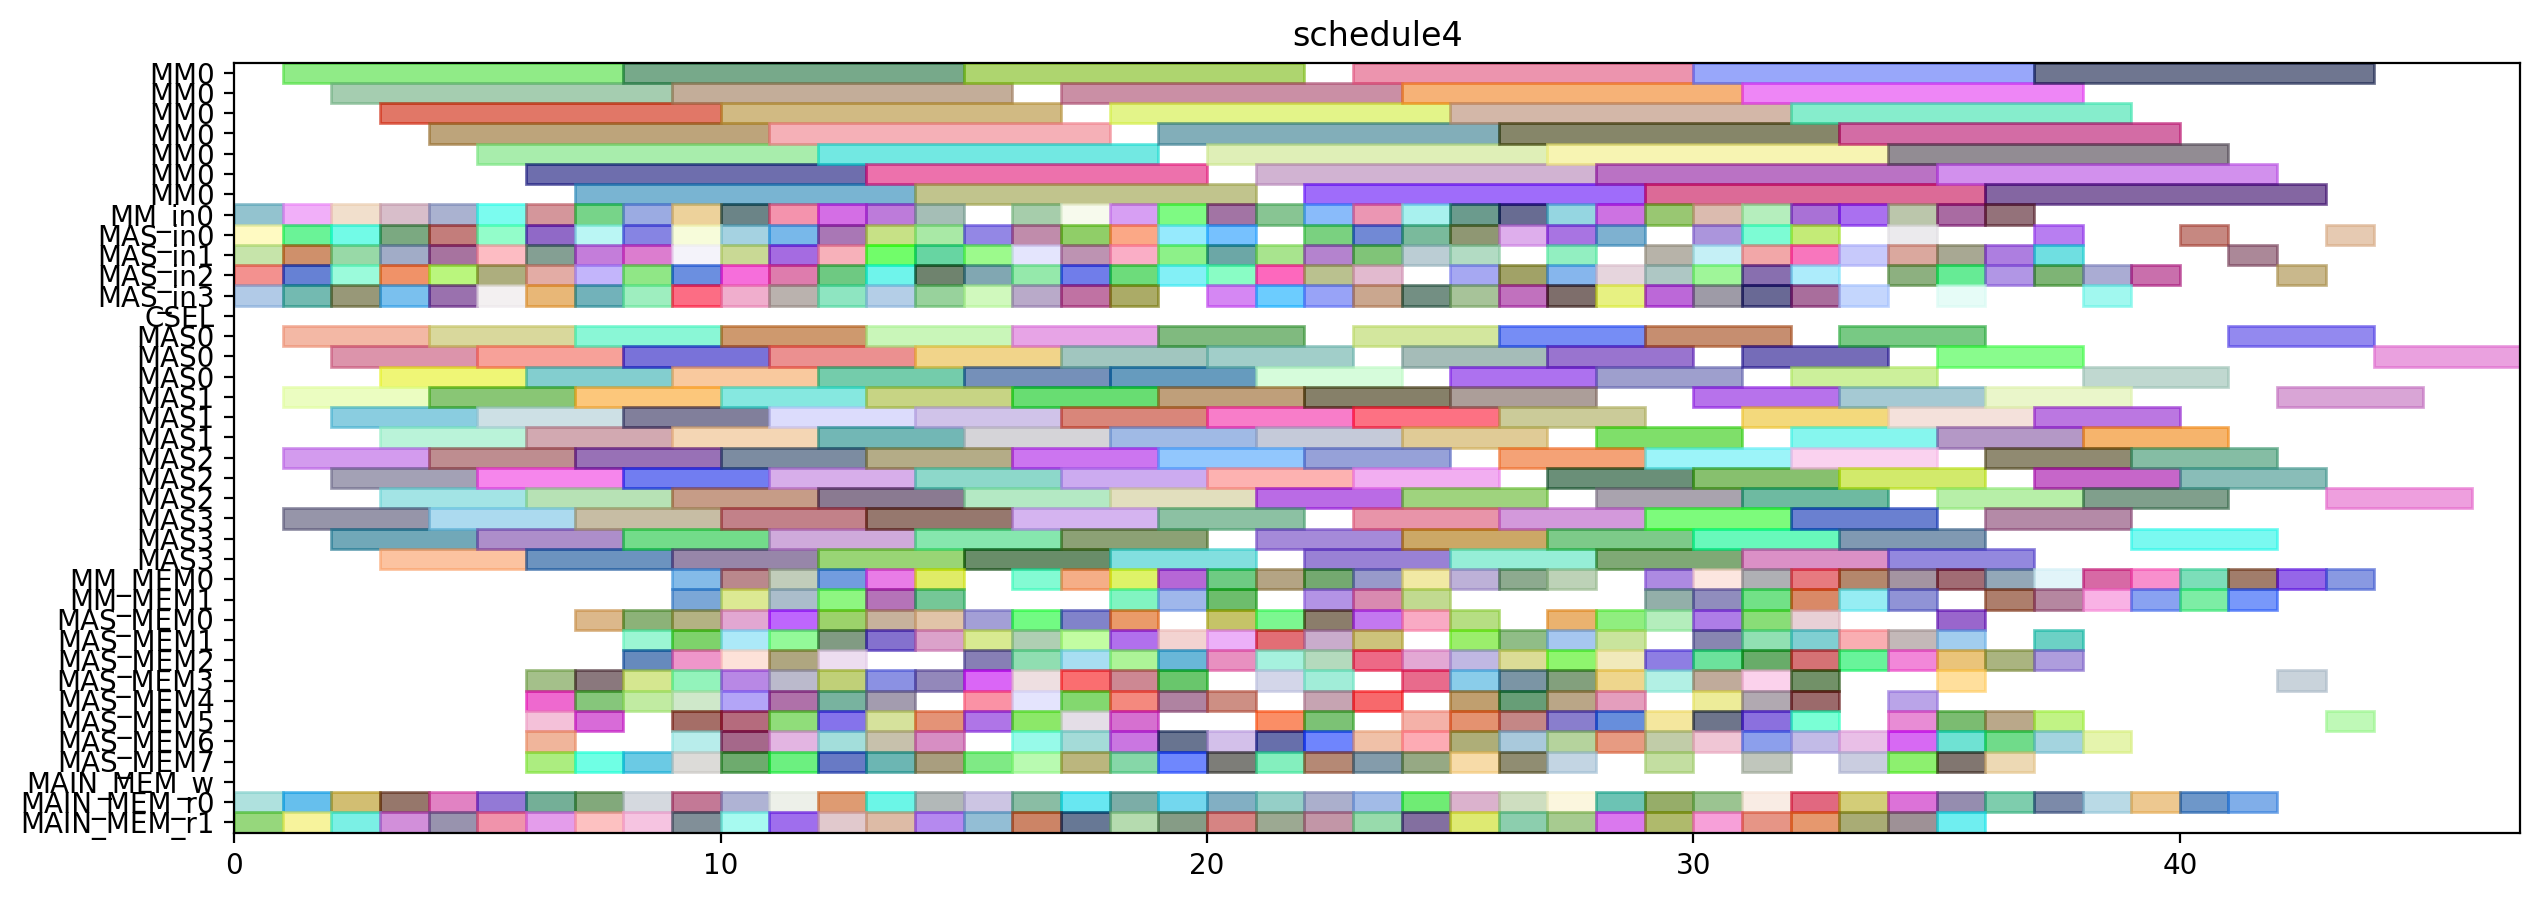 schedule4
MM0
MM0
MM0
MM0
MM0
MM0
MM0
MM_in0
MAS_in0
MAS_in1
MAS_in2
MAS_in3
CSEL
MAS0
MAS0
MAS0
MAS1
MAS1
MAS1
MAS2
MAS2
MAS2
MAS3
MAS3
MAS3
MM_MEM0
MM_MEM1
MAS_MEM0
MAS_MEM1
MAS_MEM2
MAS_MEM3
MAS_MEM4
MAS_MEM5
MAS_MEM6
MAS_MEM7
MAIN_MEM_w
MAIN_MEM_r0
MAIN_MEM_r1
0 10 20 30 40